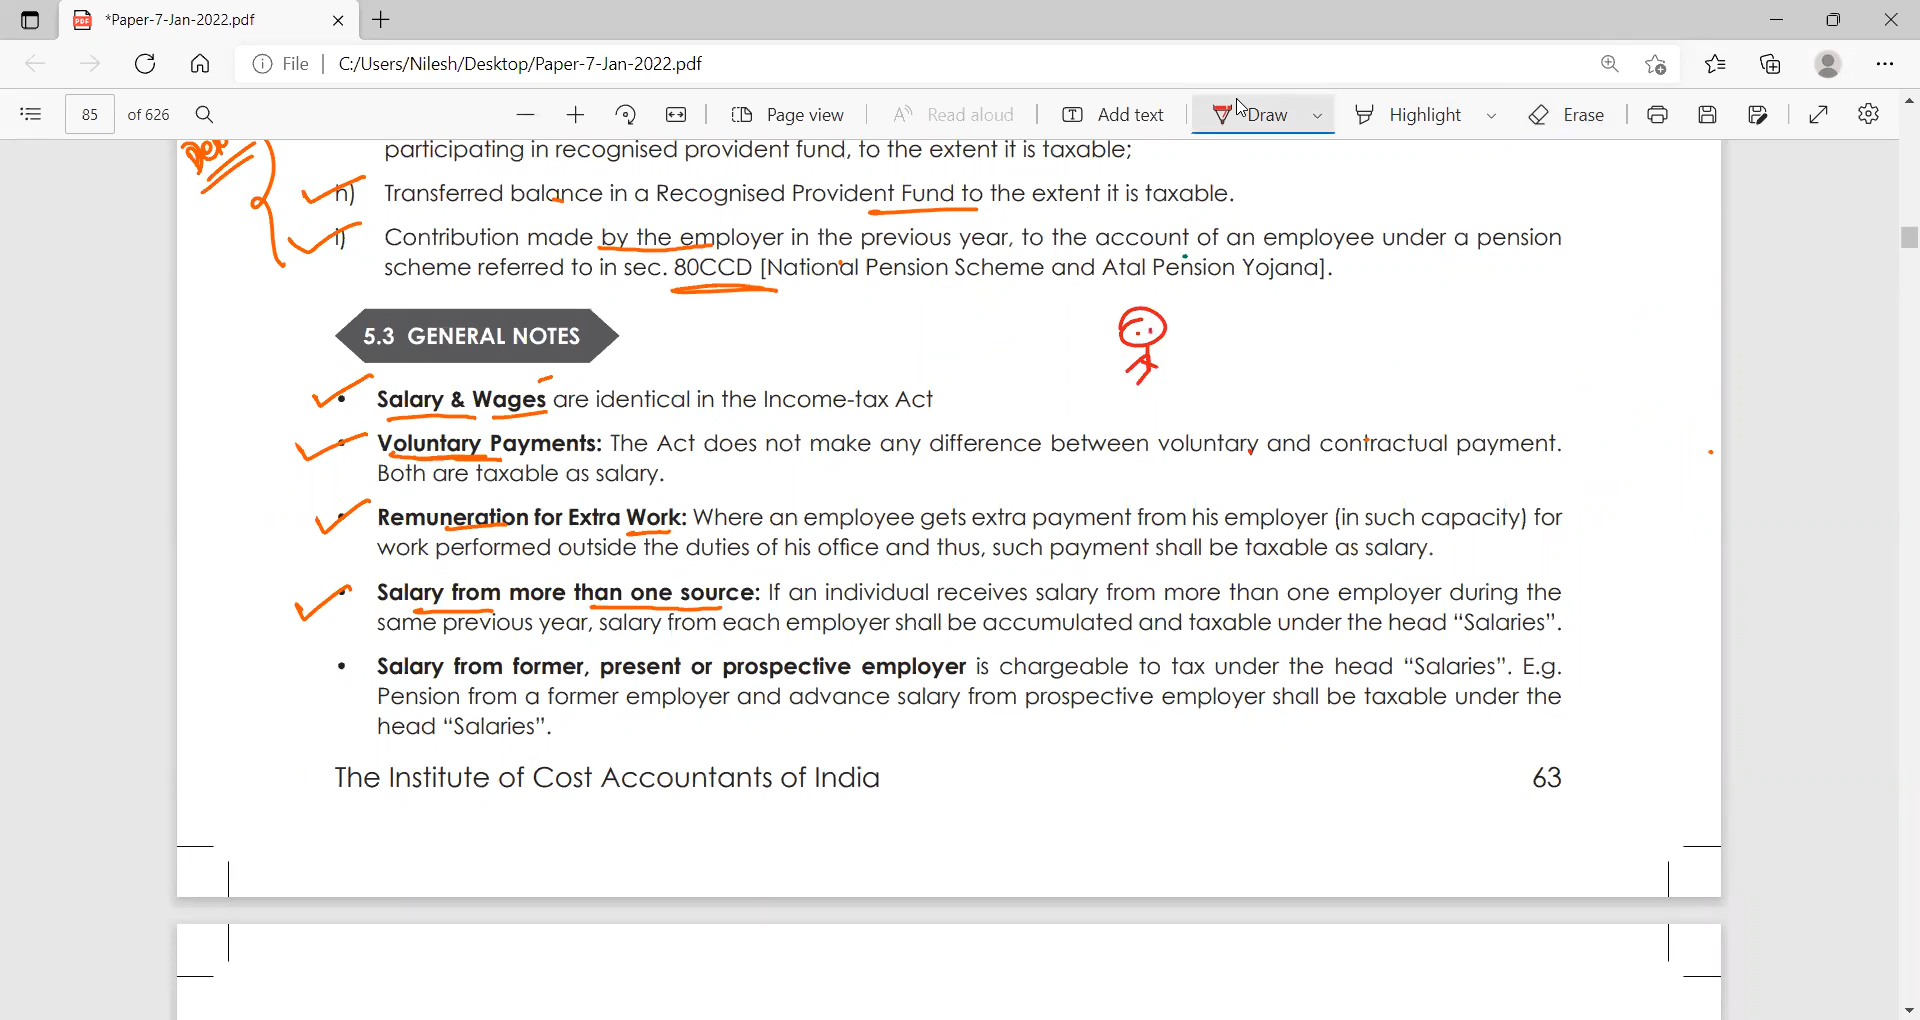 *Paper-7-Jan-2022.pdf
File | C:/Users/Nilesh/Desktop/Paper-7-Jan-2022.pdf
85 of 626 Page view Read aloud Add text Draw Highlight Erase
participating in recognised provident fund, to the extent it is taxable;
h) Transferred balance in a Recognised Provident Fund to the extent it is taxable.
i) Contribution made by the employer in the previous year, to the account of an employee under a pension
scheme referred to in sec. 80CCD [National Pension Scheme and Atal Pension Yojana].
5.3 GENERAL NOTES
• Salary & Wages are identical in the Income-tax Act
• Voluntary Payments: The Act does not make any difference between voluntary and contractual payment.
Both are taxable as salary.
• Remuneration for Extra Work: Where an employee gets extra payment from his employer (in such capacity) for
work performed outside the duties of his office and thus, such payment shall be taxable as salary.
• Salary from more than one source: If an individual receives salary from more than one employer during the
same previous year, salary from each employer shall be accumulated and taxable under the head “Salaries”.
• Salary from former, present or prospective employer is chargeable to tax under the head “Salaries”. E.g.
Pension from a former employer and advance salary from prospective employer shall be taxable under the
head “Salaries”.
The Institute of Cost Accountants of India 63